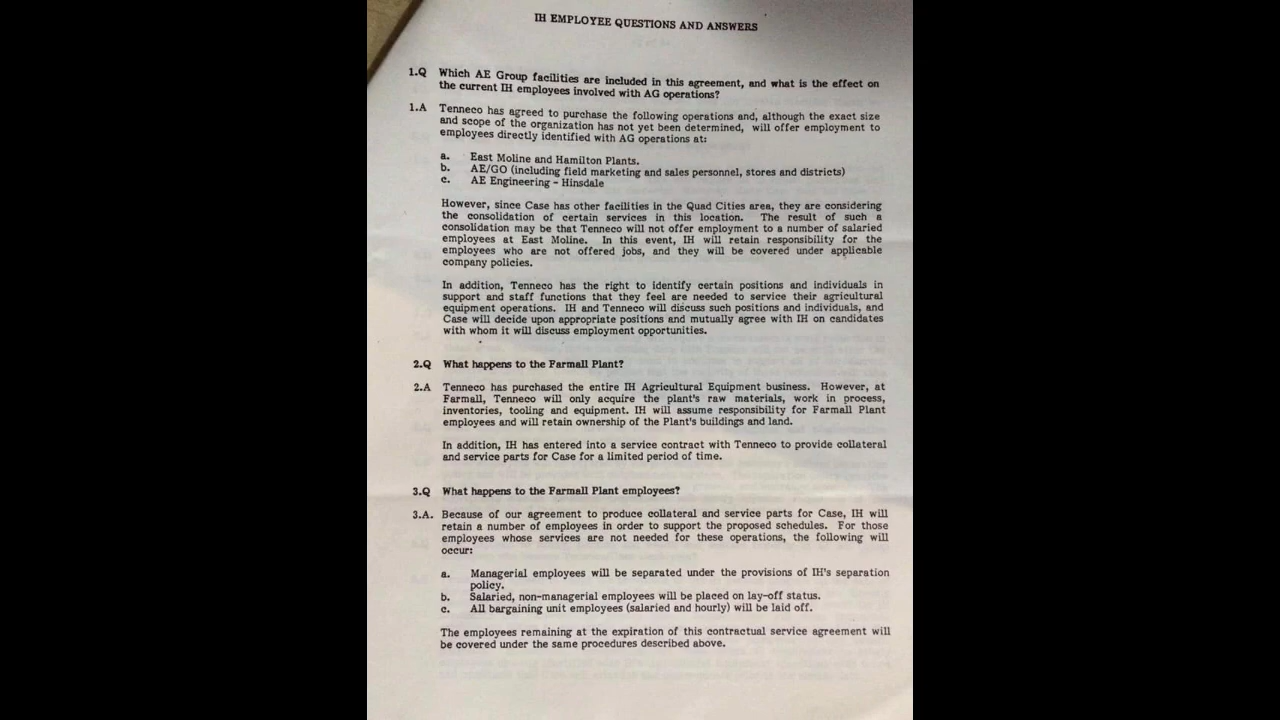 IH EMPLOYEE QUESTIONS AND ANSWERS
1.Q Which AE Group facilities are included in this agreement, and what is the effect on
the current IH employees involved with AG operations?
1.A Tenneco has agreed to purchase the following operations and, although the exact size
and scope of the organization has not yet been determined, will offer employment to
employees directly identified with AG operations at:
a. East Moline and Hamilton Plants.
b. AE/GO (including field marketing and sales personnel, stores and districts)
c. AE Engineering - Hinsdale
However, since Case has other facilities in the Quad Cities area, they are considering
the consolidation of certain services in this location. The result of such a
consolidation may be that Tenneco will not offer employment to a number of salaried
employees at East Moline. In this event, IH will retain responsibility for the
employees who are not offered jobs, and they will be covered under applicable
company policies.
In addition, Tenneco has the right to identify certain positions and individuals in
support and staff functions that they feel are needed to service their agricultural
equipment operations. IH and Tenneco will discuss such positions and individuals, and
Case will decide upon appropriate positions and mutually agree with IH on candidates
with whom it will discuss employment opportunities.
2.Q What happens to the Farmall Plant?
2.A Tenneco has purchased the entire IH Agricultural Equipment business. However, at
Farmall, Tenneco will only acquire the plant's raw materials, work in process,
inventories, tooling and equipment. IH will assume responsibility for Farmall Plant
employees and will retain ownership of the Plant's buildings and land.
In addition, IH has entered into a service contract with Tenneco to provide collateral
and service parts for Case for a limited period of time.
3.Q What happens to the Farmall Plant employees?
3.A. Because of our agreement to produce collateral and service parts for Case, IH will
retain a number of employees in order to support the proposed schedules. For those
employees whose services are not needed for these operations, the following will
occur:
a. Managerial employees will be separated under the provisions of IH's separation
policy.
b. Salaried, non-managerial employees will be placed on lay-off status.
c. All bargaining unit employees (salaried and hourly) will be laid off.
The employees remaining at the expiration of this contractual service agreement will
be covered under the same procedures described above.